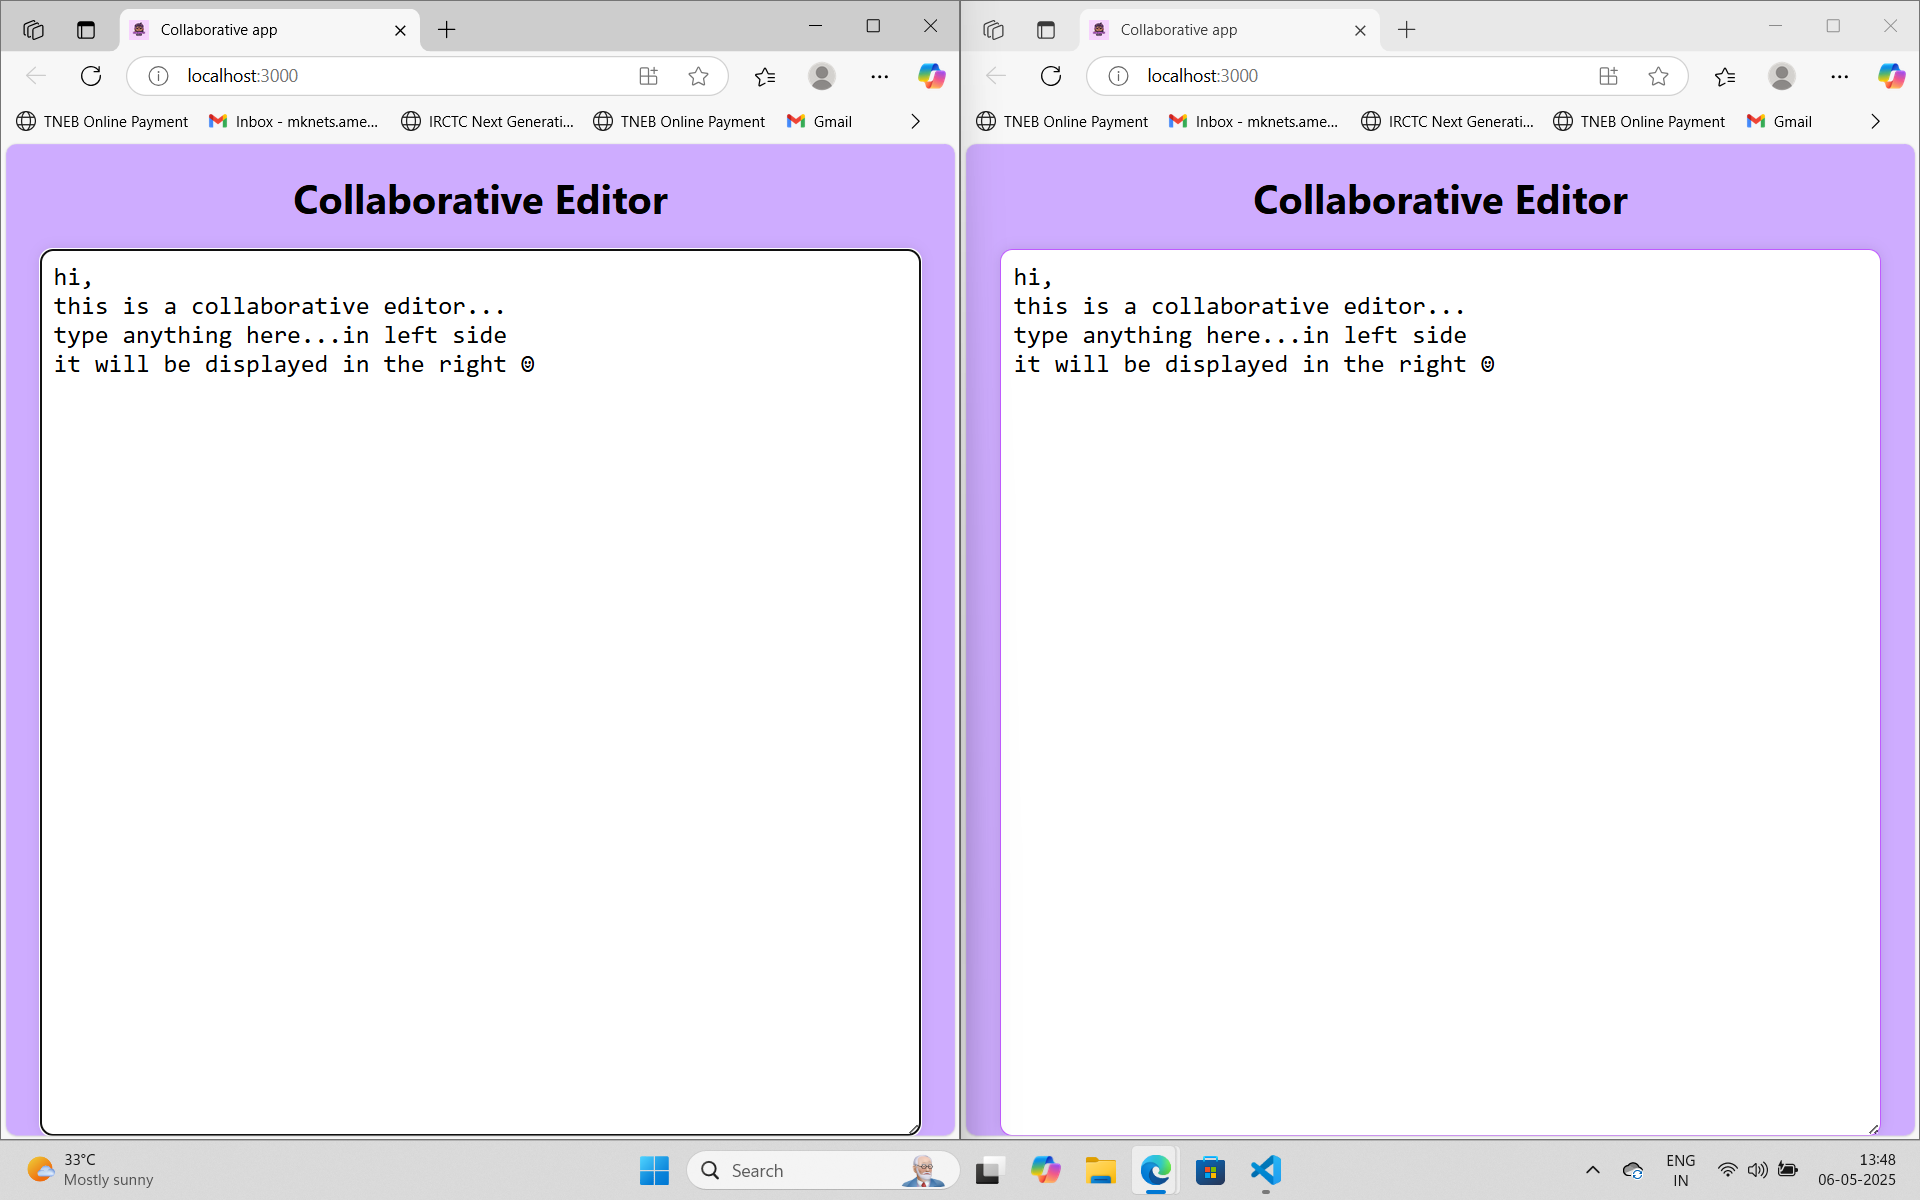 Collaborative app
localhost:3000
TNEB Online Payment
Inbox - mknets.ame...
IRCTC Next Generati...
TNEB Online Payment
Gmail
Collaborative Editor
hi,
this is a collaborative editor...
type anything here...in left side
it will be displayed in the right ☺
Collaborative app
localhost:3000
TNEB Online Payment
Inbox - mknets.ame...
IRCTC Next Generati...
TNEB Online Payment
Gmail
Collaborative Editor
hi,
this is a collaborative editor...
type anything here...in left side
it will be displayed in the right ☺
33°C
Mostly sunny
Search
ENG
IN
13:48
06-05-2025